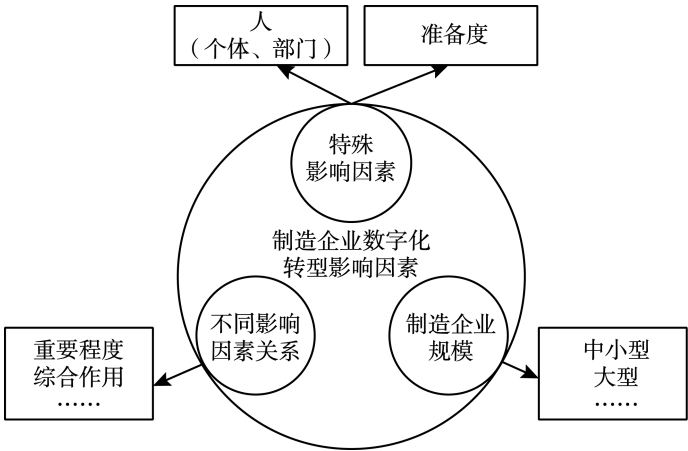 人
（个体、部门）
准备度
特殊
影响因素
制造企业数字化
转型影响因素
不同影响
因素关系
制造企业
规模
重要程度
综合作用
……
中小型
大型
……